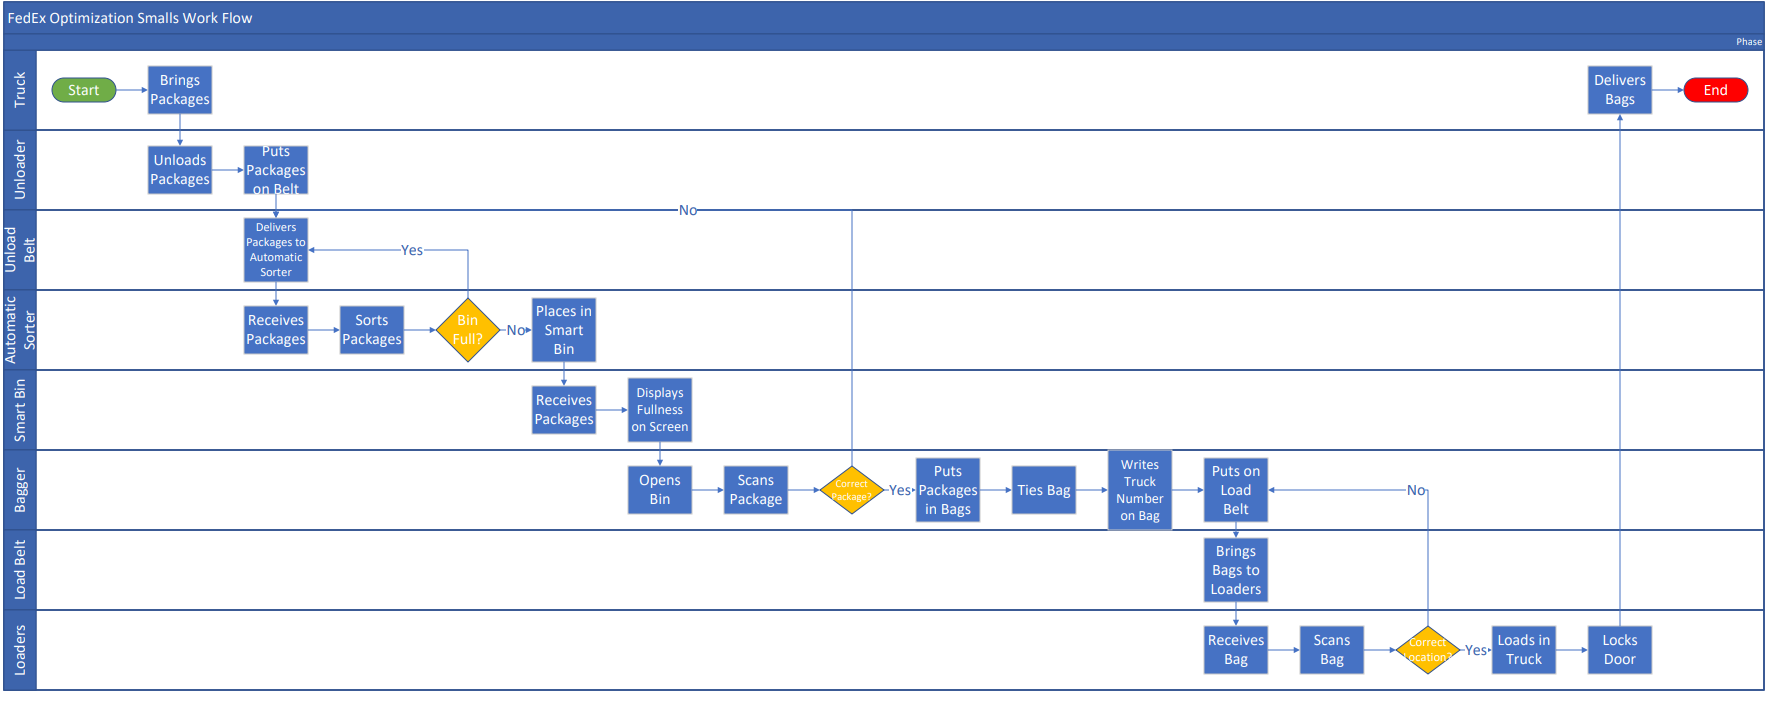 FedEx Optimization Smalls Work Flow
Phase
Truck
Start
Brings
Packages
Delivers
Bags
End
Unloader
Unloads
Packages
Puts
Packages
on Belt
No
Unload
Belt
Delivers
Packages to
Automatic
Sorter
Yes
Automatic
Sorter
Receives
Packages
Sorts
Packages
Bin
Full?
No
Places in
Smart
Bin
Smart Bin
Receives
Packages
Displays
Fullness
on Screen
Bagger
Opens
Bin
Scans
Package
Correct
Package?
Yes
Puts
Packages
in Bags
Ties Bag
Writes
Truck
Number
on Bag
Puts on
Load
Belt
No
Load Belt
Brings
Bags to
Loaders
Loaders
Receives
Bag
Scans
Bag
Correct
Location?
Yes
Loads in
Truck
Locks
Door